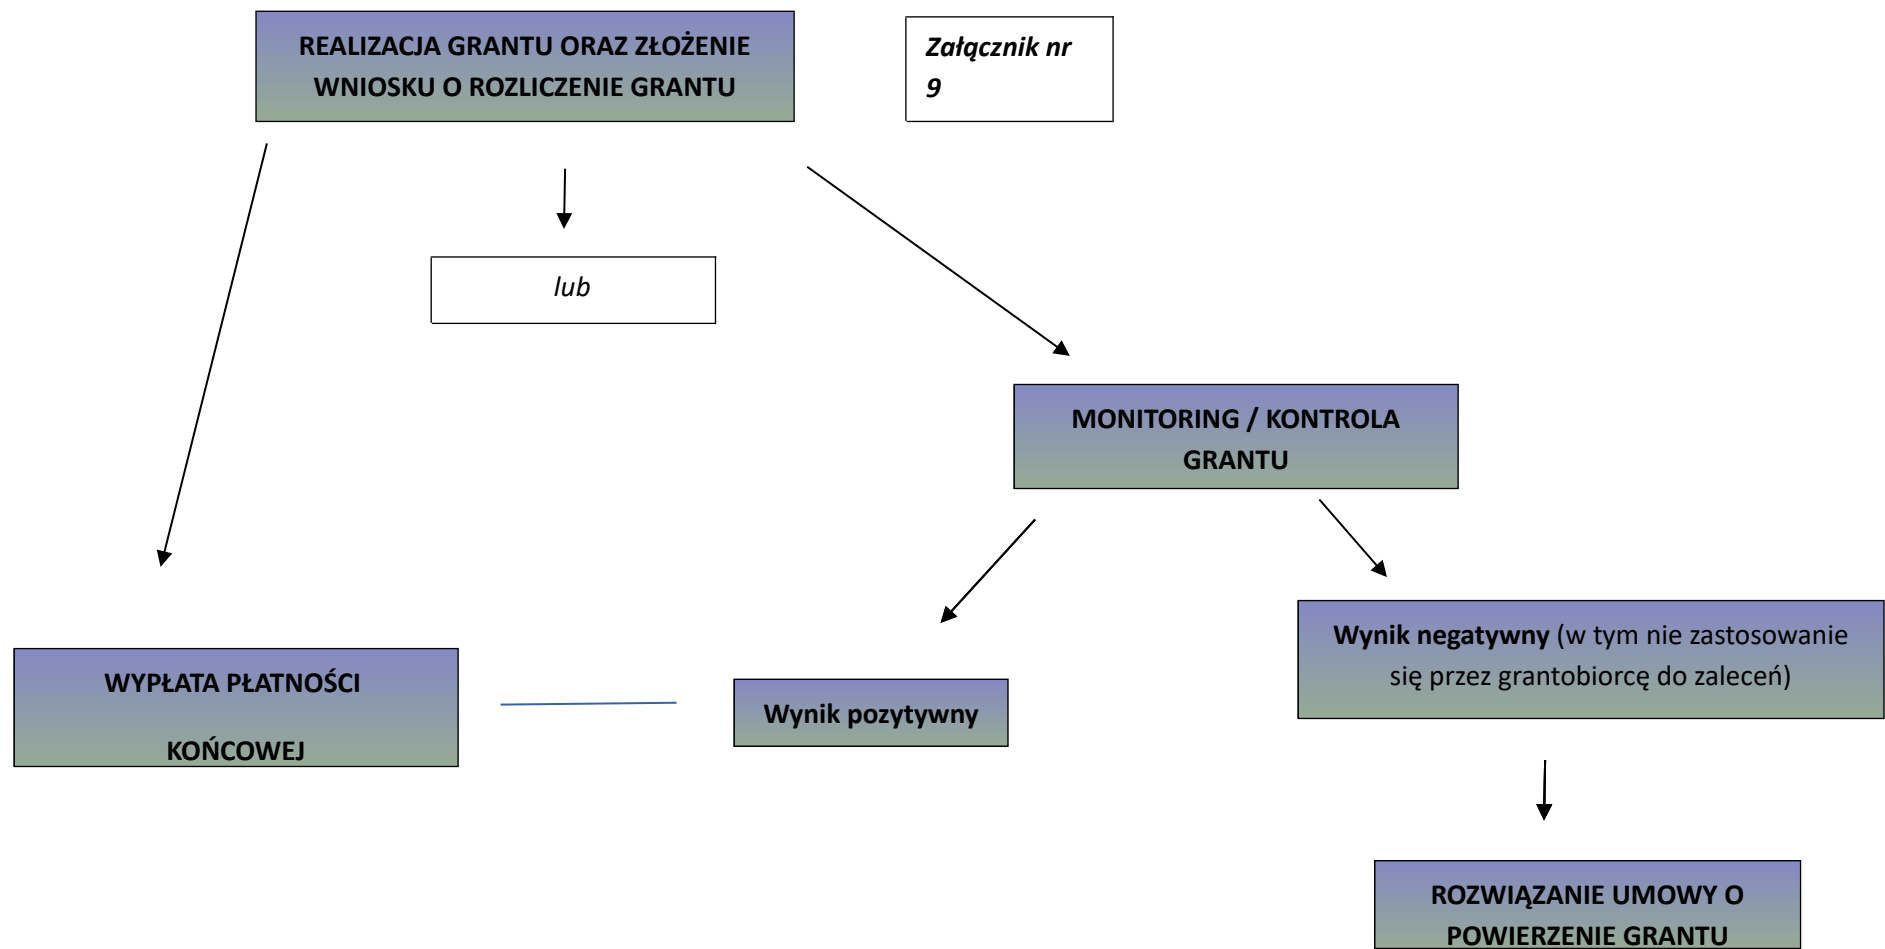 REALIZACJA GRANTU ORAZ ZŁOŻENIE
WNIOSKU O ROZLICZENIE GRANTU
Załącznik nr
9
lub
MONITORING / KONTROLA
GRANTU
Wynik negatywny (w tym nie zastosowanie
się przez grantobiorcę do zaleceń)
WYPŁATA PŁATNOŚCI
KOŃCOWEJ
Wynik pozytywny
ROZWIĄZANIE UMOWY O
POWIERZENIE GRANTU